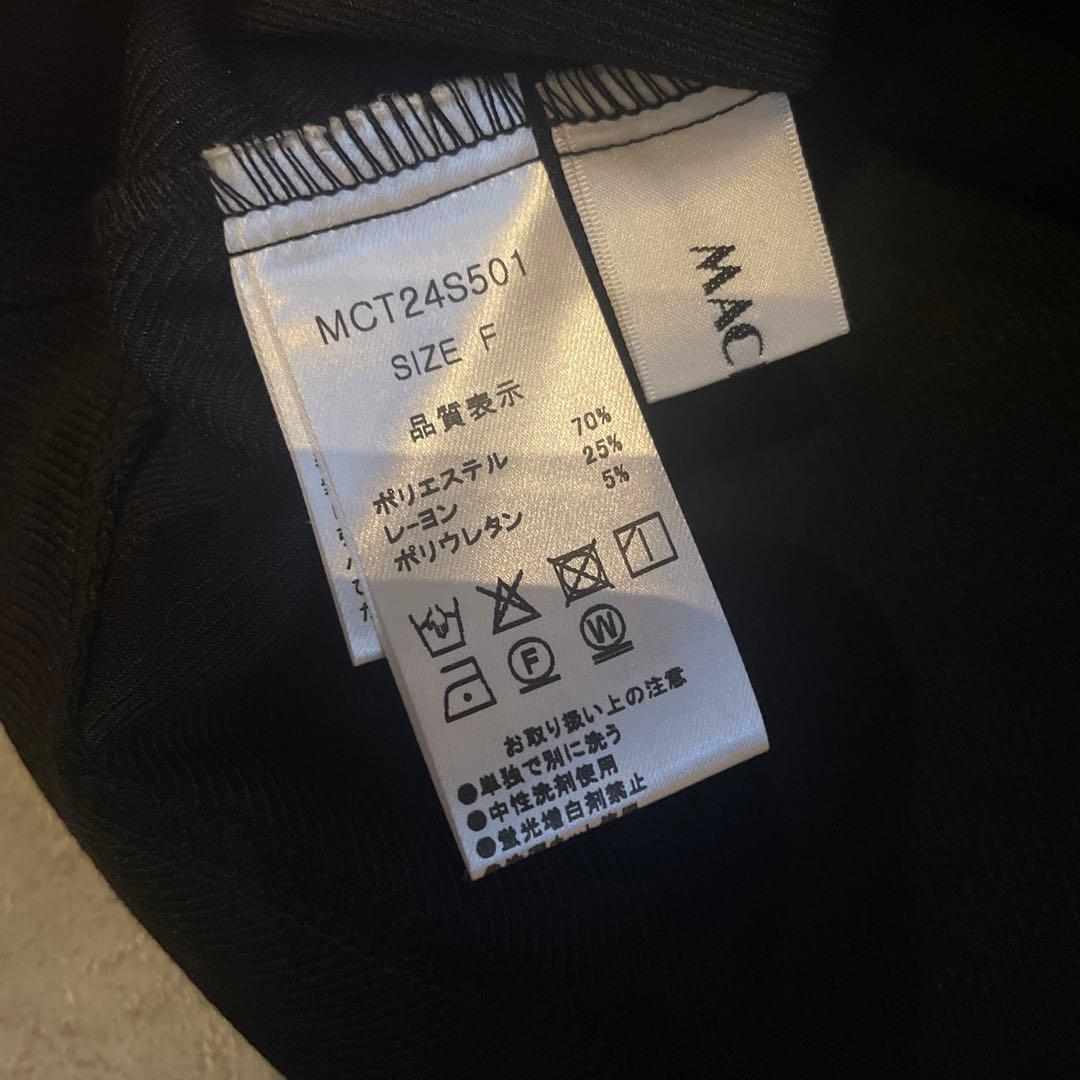 MCT24S501
SIZE F
品質表示
ポリエステル 70%
レーヨン 25%
ポリウレタン 5%
F
W
お取り扱い上の注意
●単独で別に洗う
●中性洗剤使用
●蛍光増白剤禁止
MAC